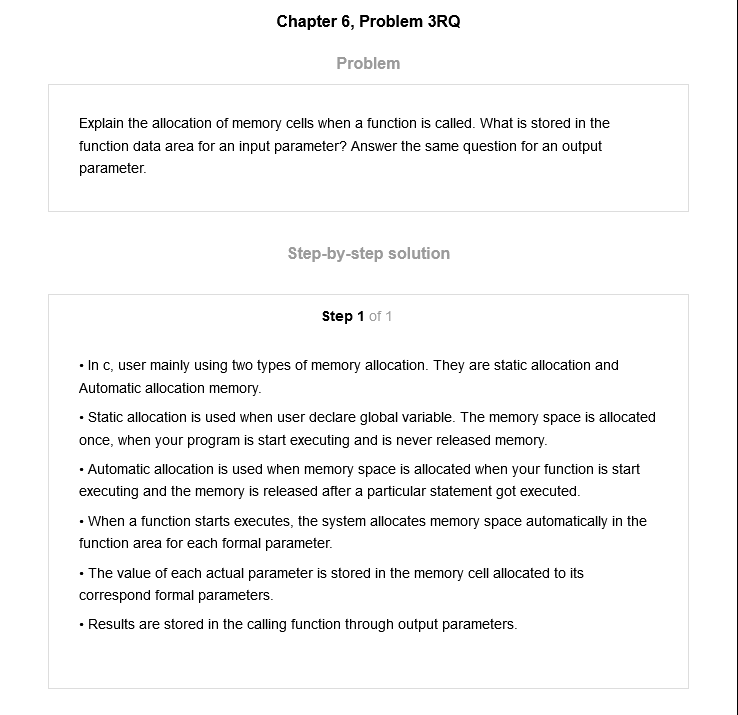 Chapter 6, Problem 3RQ
Problem
Explain the allocation of memory cells when a function is called. What is stored in the
function data area for an input parameter? Answer the same question for an output
parameter.
Step-by-step solution
Step 1 of 1
• In c, user mainly using two types of memory allocation. They are static allocation and
Automatic allocation memory.
• Static allocation is used when user declare global variable. The memory space is allocated
once, when your program is start executing and is never released memory.
• Automatic allocation is used when memory space is allocated when your function is start
executing and the memory is released after a particular statement got executed.
• When a function starts executes, the system allocates memory space automatically in the
function area for each formal parameter.
• The value of each actual parameter is stored in the memory cell allocated to its
correspond formal parameters.
• Results are stored in the calling function through output parameters.